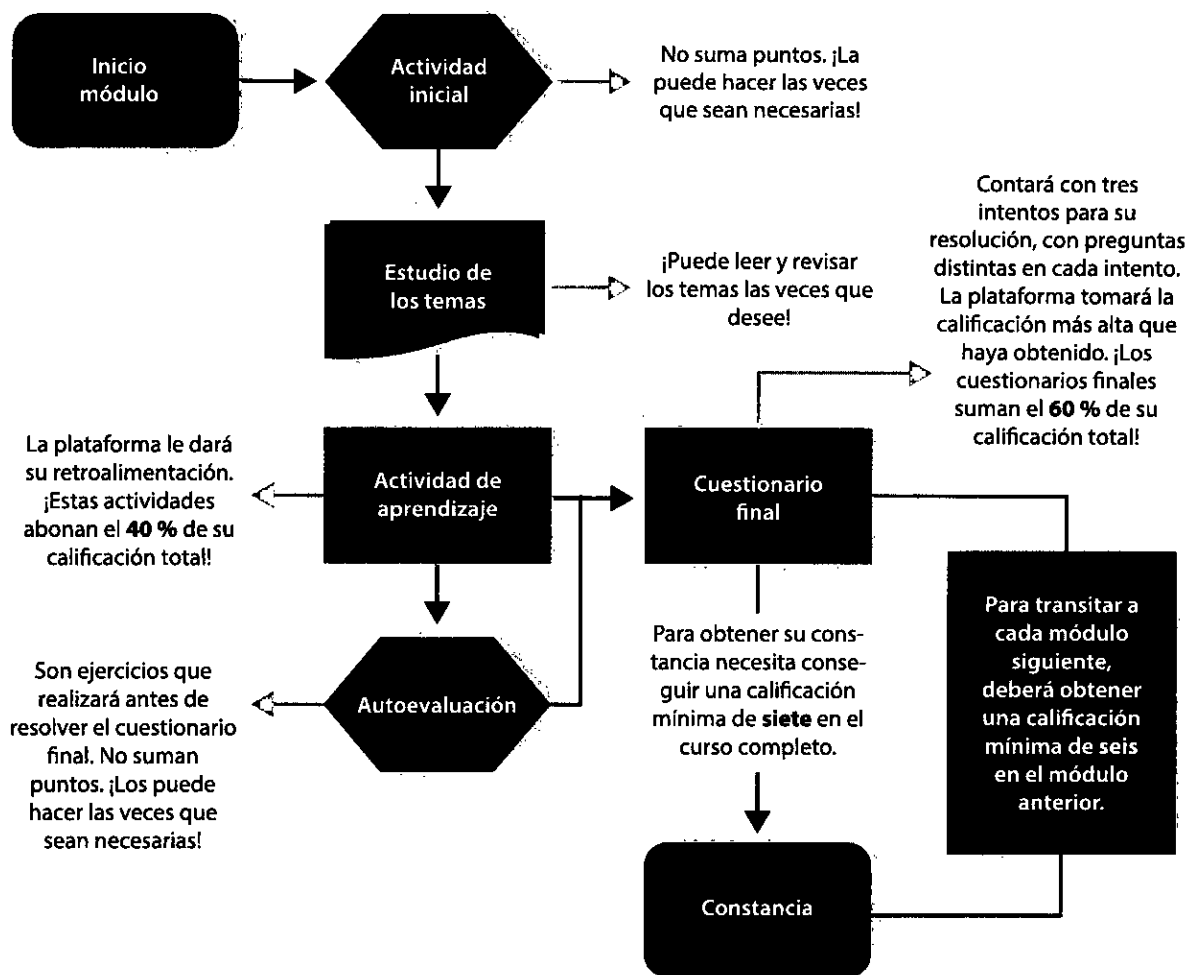 Inicio
módulo
Actividad
inicial
No suma puntos. ¡La
puede hacer las veces
que sean necesarias!
Estudio de
los temas
¡Puede leer y revisar
los temas las veces que
desee!
Contará con tres
intentos para su
resolución, con preguntas
distintas en cada intento.
La plataforma tomará la
calificación más alta que
haya obtenido. ¡Los
cuestionarios finales
suman el 60 % de su
calificación total!
La plataforma le dará
su retroalimentación.
¡Estas actividades
abonan el 40 % de su
calificación total!
Actividad de
aprendizaje
Cuestionario
final
Son ejercicios que
realizará antes de
resolver el cuestionario
final. No suman
puntos. ¡Los puede
hacer las veces que
sean necesarias!
Autoevaluación
Para obtener su cons-
tancia necesita conse-
guir una calificación
mínima de siete en el
curso completo.
Para transitar a
cada módulo
siguiente,
deberá obtener
una calificación
mínima de seis
en el módulo
anterior.
Constancia